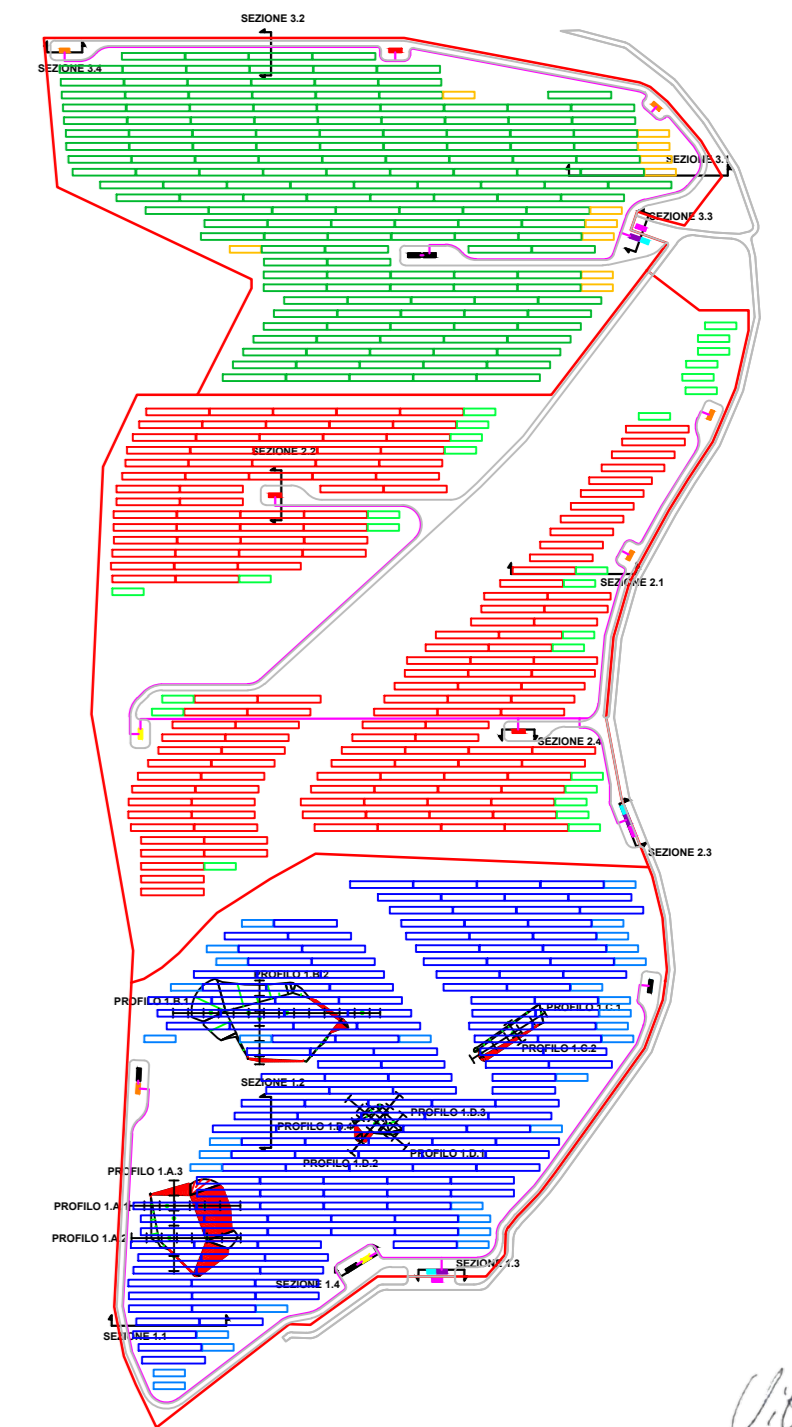 SEZIONE 3.2
SEZIONE 3.4
SEZIONE 3.1
SEZIONE 3.3
SEZIONE 2.2
SEZIONE 2.1
SEZIONE 2.4
SEZIONE 2.3
PROFILO 1.B.2
PROFILO 1.B.1
PROFILO 1.C.1
PROFILO 1.C.2
SEZIONE 1.2
PROFILO 1.D.3
PROFILO 1.D.4
PROFILO 1.D.1
PROFILO 1.D.2
PROFILO 1.A.3
PROFILO 1.A.1
PROFILO 1.A.2
SEZIONE 1.3
SEZIONE 1.4
SEZIONE 1.1